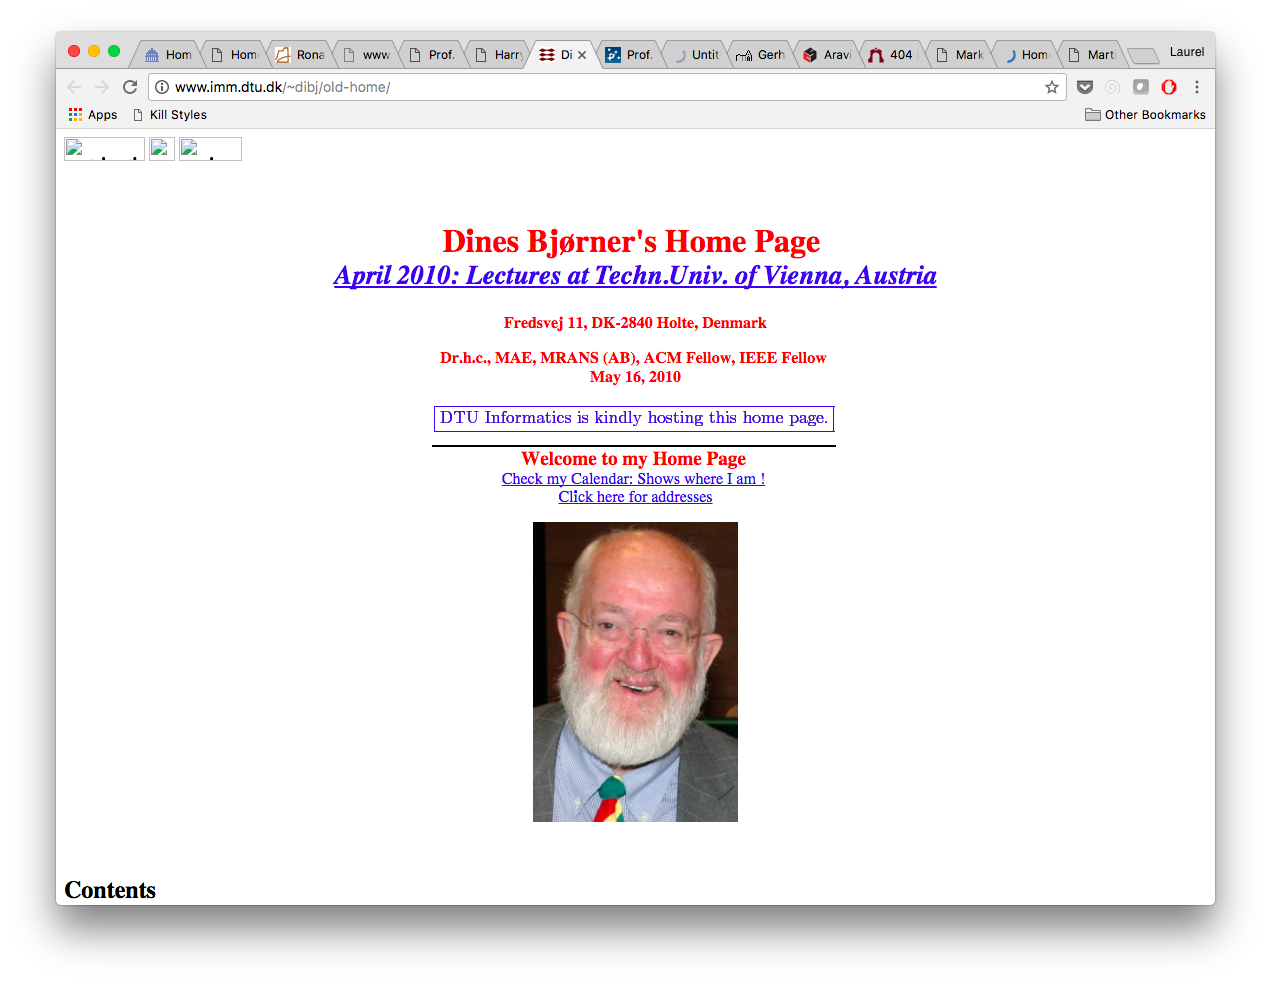 Hom
Hom
Rona
www
Prof.
Harry
Di
Prof.
Untit
Gerh
Aravi
404
Mark
Hom
Marti
Laurel
www.imm.dtu.dk/~dibj/old-home/
Apps
Kill Styles
Other Bookmarks
Dines Bjørner's Home Page
April 2010: Lectures at Techn.Univ. of Vienna, Austria
Fredsvej 11, DK-2840 Holte, Denmark
Dr.h.c., MAE, MRANS (AB), ACM Fellow, IEEE Fellow
May 16, 2010
DTU Informatics is kindly hosting this home page.
Welcome to my Home Page
Check my Calendar: Shows where I am !
Click here for addresses
Contents